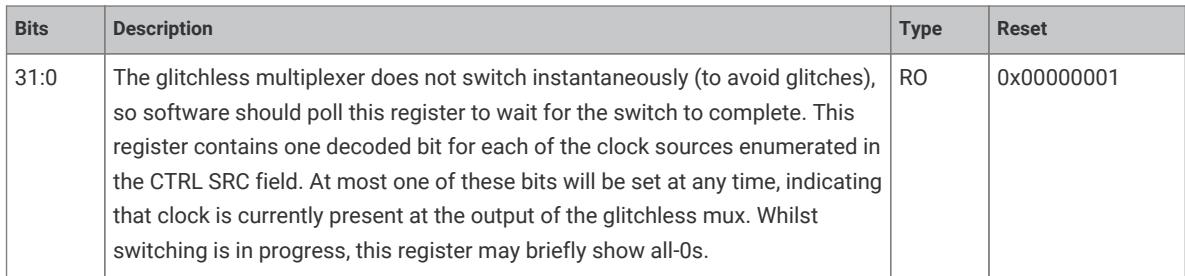 Bits Description Type Reset
31:0 The glitchless multiplexer does not switch instantaneously (to avoid glitches), RO 0x00000001
so software should poll this register to wait for the switch to complete. This
register contains one decoded bit for each of the clock sources enumerated in
the CTRL SRC field. At most one of these bits will be set at any time, indicating
that clock is currently present at the output of the glitchless mux. Whilst
switching is in progress, this register may briefly show all-0s.